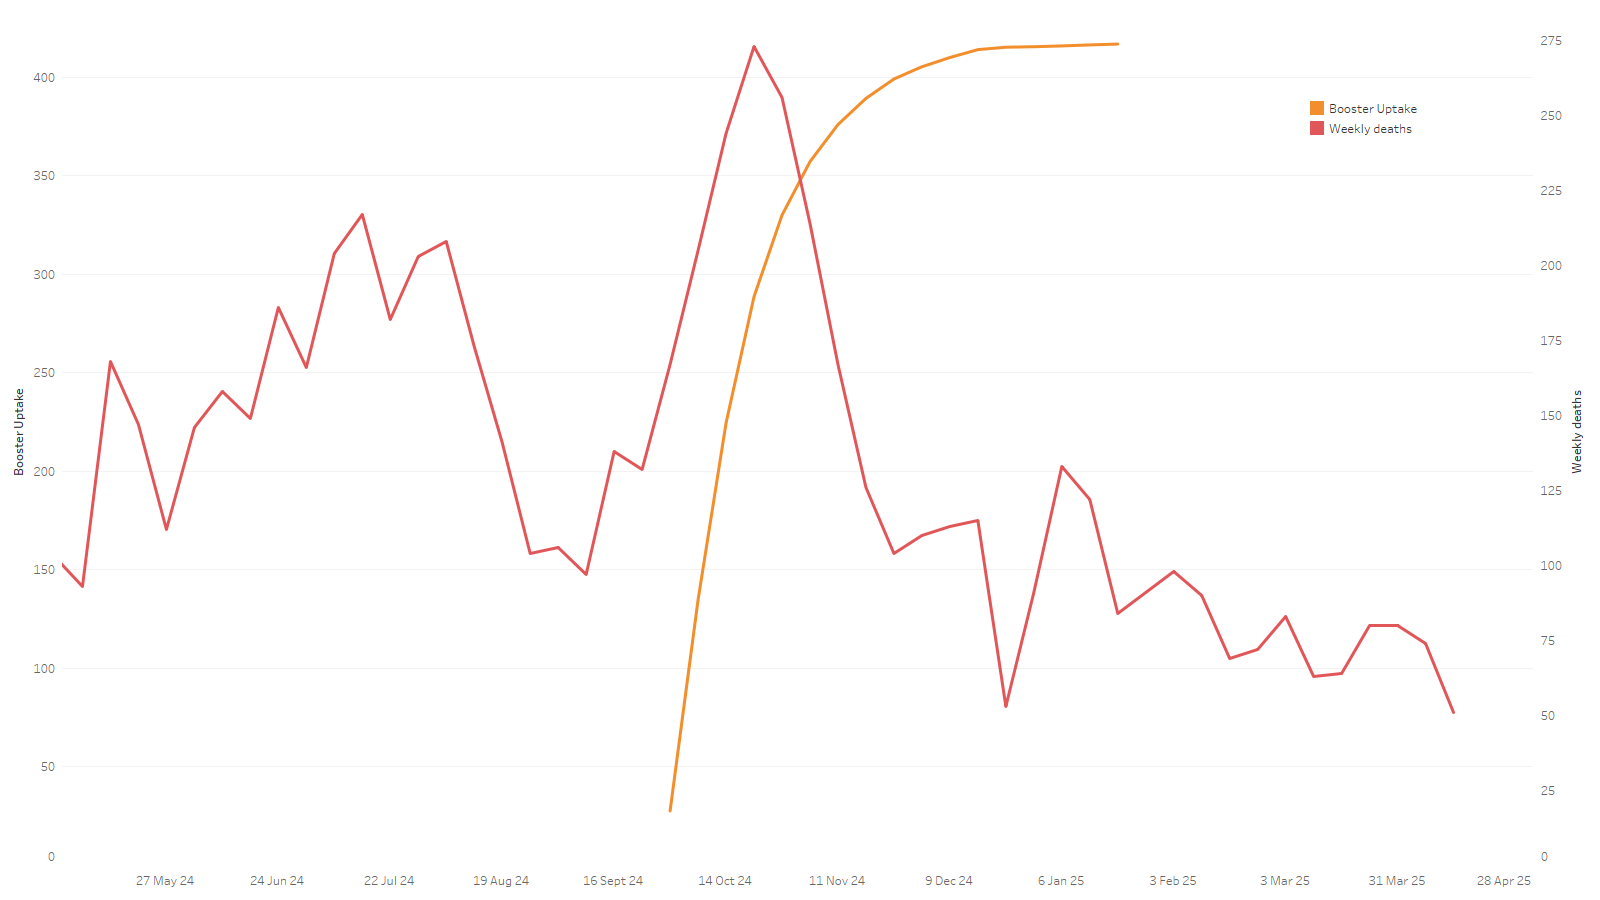 275
400
Booster Uptake
Weekly deaths
250
350
225
300
200
250
175
Booster Uptake
Weekly deaths
150
200
125
150
100
100
75
50
50
25
0
0
27 May 24
24 Jun 24
22 Jul 24
19 Aug 24
16 Sept 24
14 Oct 24
11 Nov 24
9 Dec 24
6 Jan 25
3 Feb 25
3 Mar 25
31 Mar 25
28 Apr 25